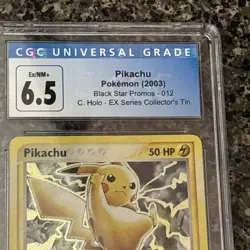 CGC UNIVERSAL GRADE
Ex/NM+
6.5
Pikachu
Pokémon (2003)
Black Star Promos - 012
C. Holo - EX Series Collector's Tin
Pikachu
50 HP